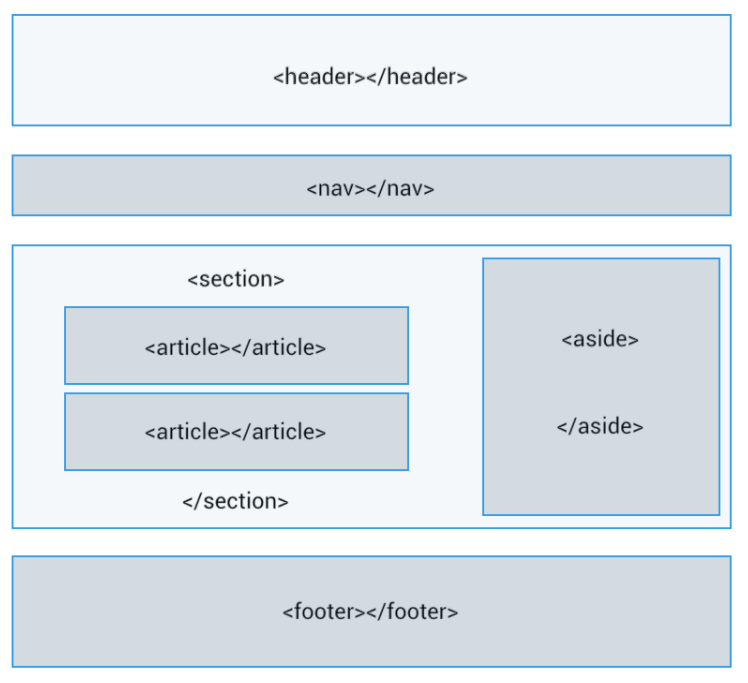 <header></header>
<nav></nav>
<section>
<article></article>
<article></article>
</section>
<aside>
</aside>
<footer></footer>